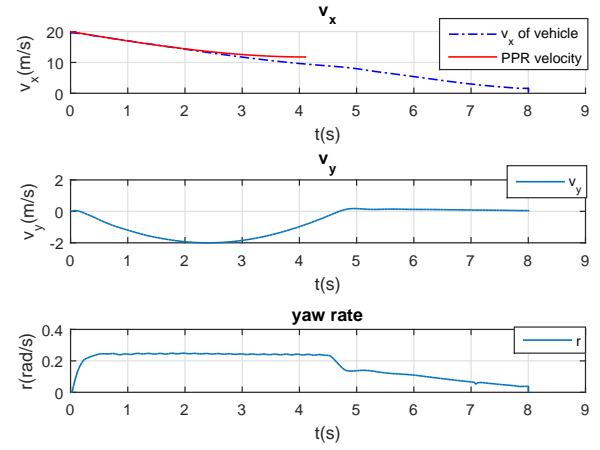 v_x
v_x of vehicle
PPR velocity
v_x(m/s)
20
10
0
0 1 2 3 4 5 6 7 8 9
t(s)
v_y
v_y
v_y(m/s)
2
0
-2
0 1 2 3 4 5 6 7 8 9
t(s)
yaw rate
r
r(rad/s)
0.4
0.2
0
0 1 2 3 4 5 6 7 8 9
t(s)